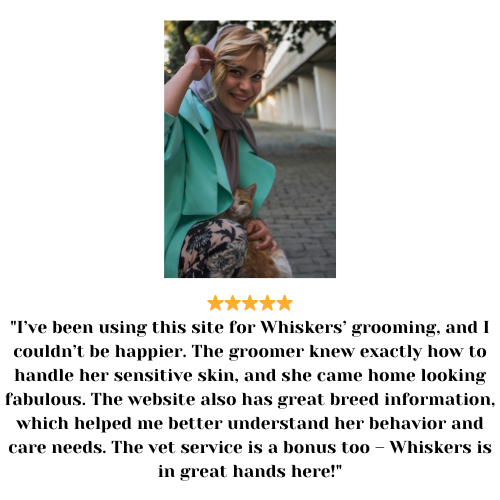 "I've been using this site for Whiskers' grooming, and I
couldn't be happier. The groomer knew exactly how to
handle her sensitive skin, and she came home looking
fabulous. The website also has great breed information,
which helped me better understand her behavior and
care needs. The vet service is a bonus too – Whiskers is
in great hands here!"